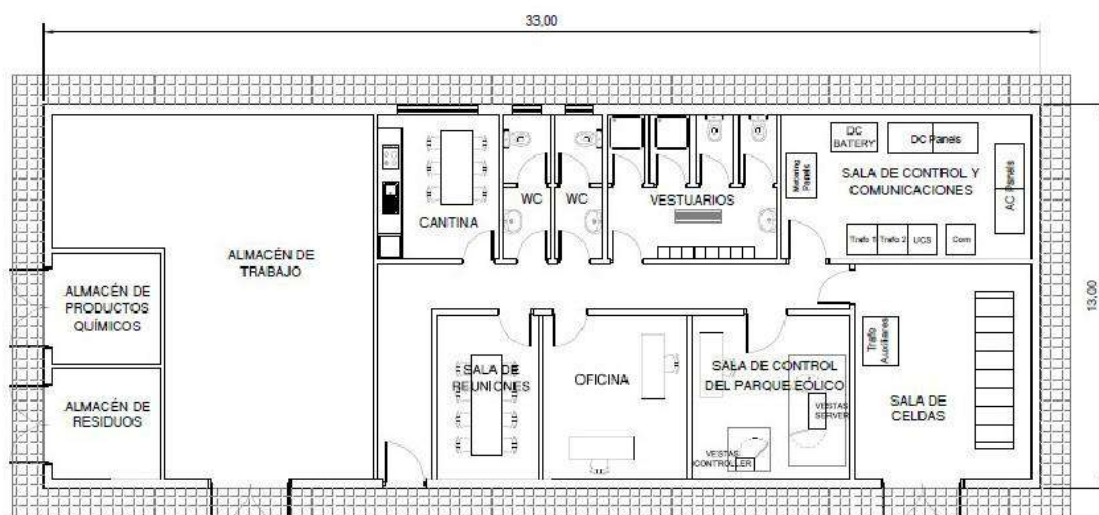 33,00
DC
BATERY
DC Panels
Metering
Panels
SALA DE CONTROL Y
COMUNICACIONES
AC Panels
WC
WC
VESTUARIOS
CANTINA
Trafo 1
Trafo 2
UCS
Com
ALMACÉN DE
TRABAJO
ALMACÉN DE
PRODUCTOS
QUÍMICOS
13,00
Trafo
Auxiliares
SALA DE
REUNIONES
OFICINA
SALA DE CONTROL
DEL PARQUE EÓLICO
ALMACÉN DE
RESIDUOS
VESTAS
SERVER
SALA DE
CELDAS
VESTAS
CONTROLLER